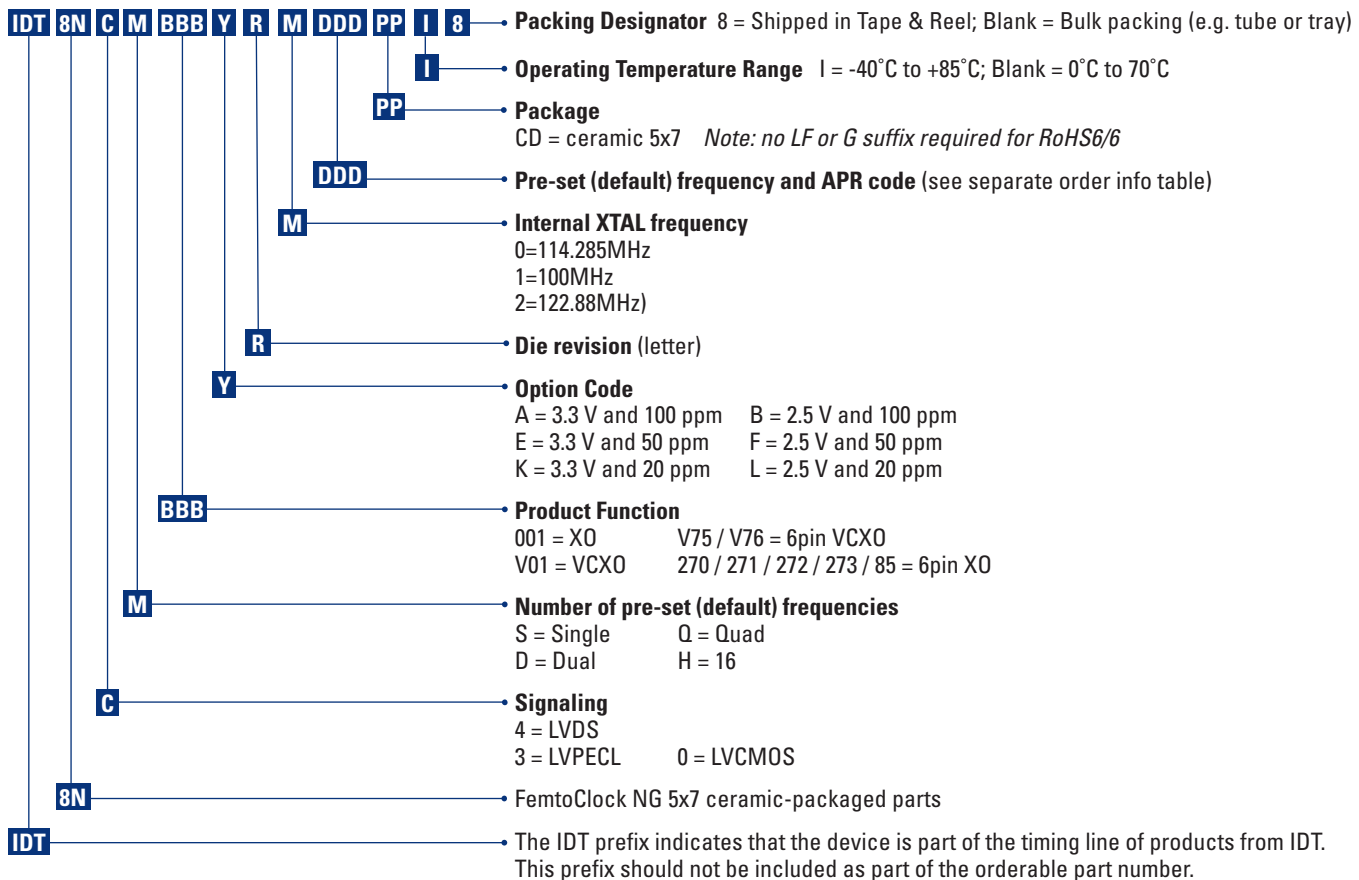 IDT 8N C M BBB Y R M DDD PP I 8 Packing Designator 8 = Shipped in Tape & Reel; Blank = Bulk packing (e.g. tube or tray)
I Operating Temperature Range I = -40˚C to +85˚C; Blank = 0˚C to 70˚C
PP Package
CD = ceramic 5x7 Note: no LF or G suffix required for RoHS6/6
DDD Pre-set (default) frequency and APR code (see separate order info table)
M Internal XTAL frequency
0=114.285MHz
1=100MHz
2=122.88MHz)
R Die revision (letter)
Y Option Code
A = 3.3 V and 100 ppm B = 2.5 V and 100 ppm
E = 3.3 V and 50 ppm F = 2.5 V and 50 ppm
K = 3.3 V and 20 ppm L = 2.5 V and 20 ppm
BBB Product Function
001 = XO V75 / V76 = 6pin VCXO
V01 = VCXO 270 / 271 / 272 / 273 / 85 = 6pin XO
M Number of pre-set (default) frequencies
S = Single Q = Quad
D = Dual H = 16
C Signaling
4 = LVDS
3 = LVPECL 0 = LVCMOS
8N FemtoClock NG 5x7 ceramic-packaged parts
IDT The IDT prefix indicates that the device is part of the timing line of products from IDT.
This prefix should not be included as part of the orderable part number.